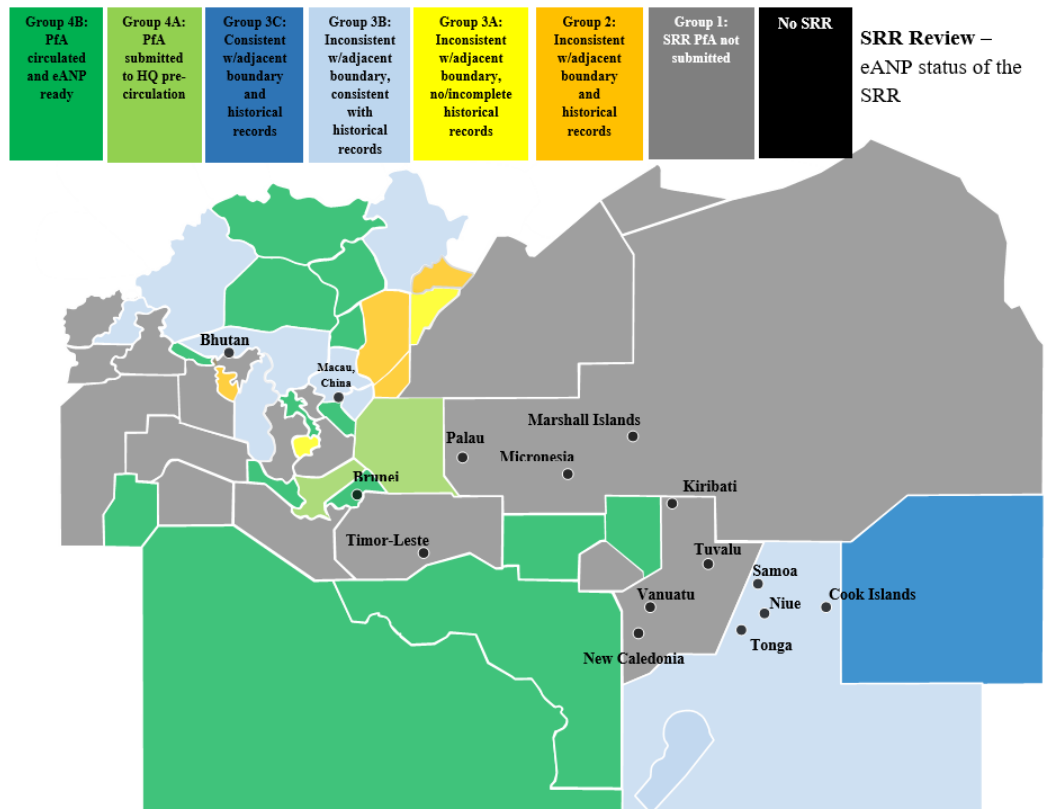 Group 4B:
PfA
circulated
and eANP
ready
Group 4A:
PfA
submitted
to HQ pre-
circulation
Group 3C:
Consistent
w/adjacent
boundary
and
historical
records
Group 3B:
Inconsistent
w/adjacent
boundary,
consistent
with
historical
records
Group 3A:
Inconsistent
w/adjacent
boundary,
no/incomplete
historical
records
Group 2:
Inconsistent
w/adjacent
boundary
and
historical
records
Group 1:
SRR PfA not
submitted
No SRR
SRR Review –
eANP status of the
SRR
Bhutan
Macau,
China
Marshall Islands
Palau
Micronesia
Brunei
Kiribati
Timor-Leste
Tuvalu
Samoa
Vanuatu
Niue
Cook Islands
New Caledonia
Tonga